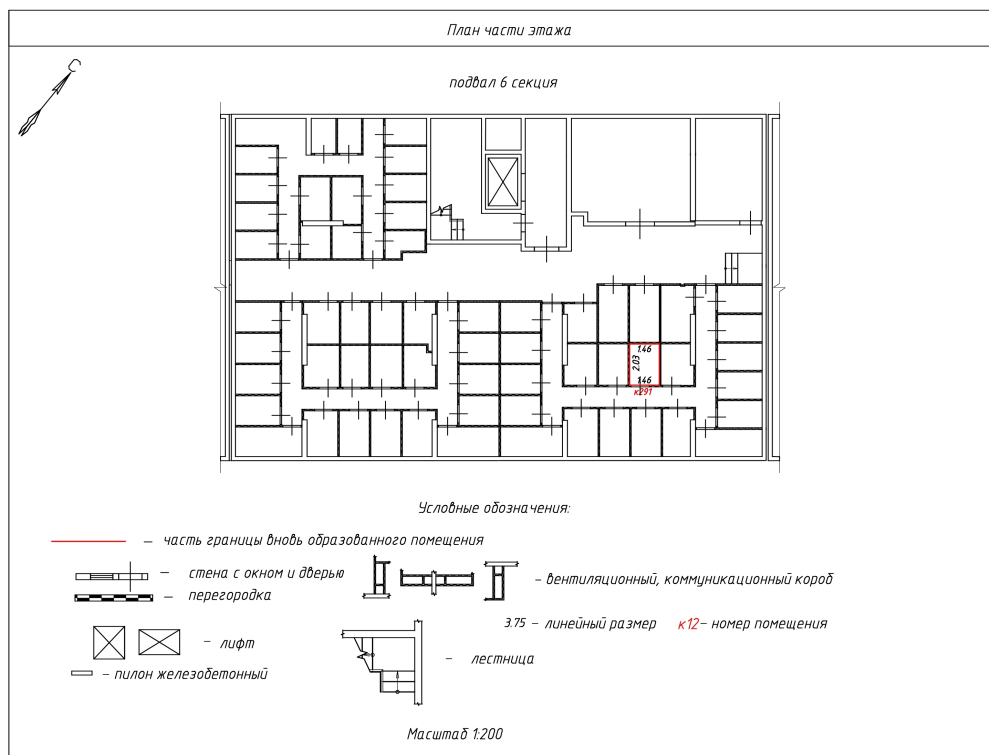 План части этажа
С
подвал 6 секция
1.46
2.03
1.46
к291
Условные обозначения:
— часть границы вновь образованного помещения
— стена с окном и дверью
— перегородка
— вентиляционный, коммуникационный короб
3.75 — линейный размер к12 — номер помещения
— лифт
— лестница
— пилон железобетонный
Масштаб 1:200